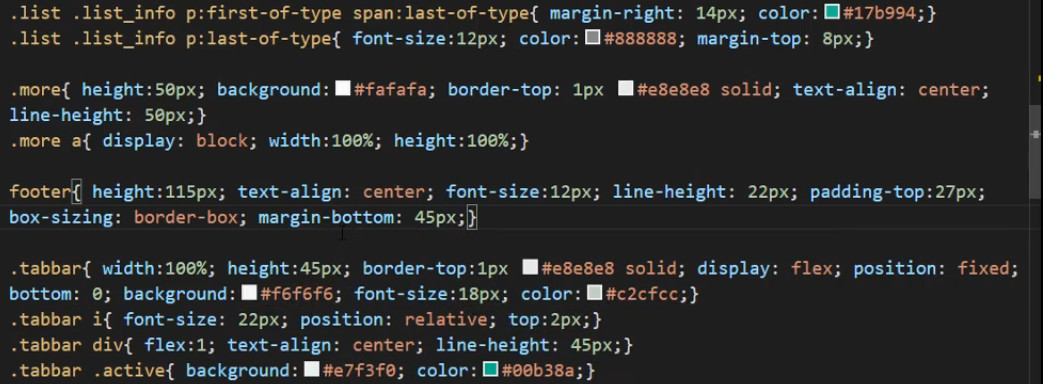 .list .list_info p:first-of-type span:last-of-type{ margin-right: 14px; color: #17b994;}
.list .list_info p:last-of-type{ font-size:12px; color: #888888; margin-top: 8px;}
.more{ height:50px; background: #fafafa; border-top: 1px #e8e8e8 solid; text-align: center;
line-height: 50px;}
.more a{ display: block; width:100%; height:100%;}
footer{ height:115px; text-align: center; font-size:12px; line-height: 22px; padding-top:27px;
box-sizing: border-box; margin-bottom: 45px;}
.tabbar{ width:100%; height:45px; border-top:1px #e8e8e8 solid; display: flex; position: fixed;
bottom: 0; background: #f6f6f6; font-size:18px; color: #c2cfcc;}
.tabbar i{ font-size: 22px; position: relative; top:2px;}
.tabbar div{ flex:1; text-align: center; line-height: 45px;}
.tabbar .active{ background: #e7f3f0; color: #00b38a;}